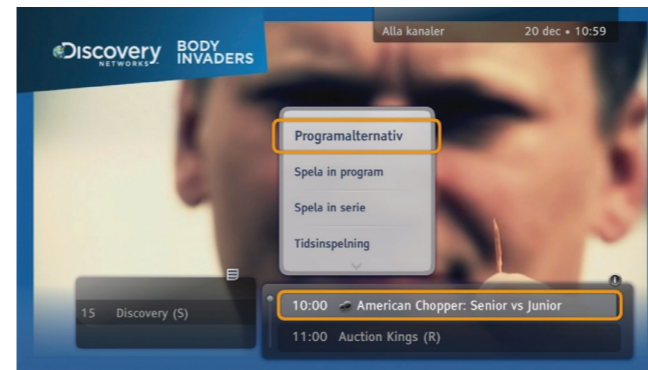 Discovery
NETWORKS
BODY
INVADERS
Alla kanaler
20 dec • 10:59
Programalternativ
Spela in program
Spela in serie
Tidsinspelning
15 Discovery (S)
10:00 American Chopper: Senior vs Junior
11:00 Auction Kings (R)